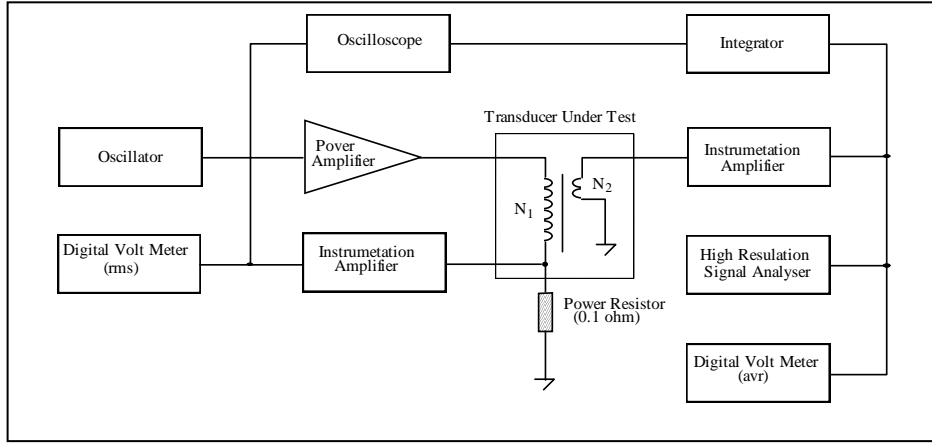 Oscilloscope
Integrator
Transducer Under Test
Oscillator
Pover
Amplifier
N1
N2
Instrumetation
Amplifier
Digital Volt Meter
(rms)
Instrumetation
Amplifier
High Resulation
Signal Analyser
Power Resistor
(0.1 ohm)
Digital Volt Meter
(avr)